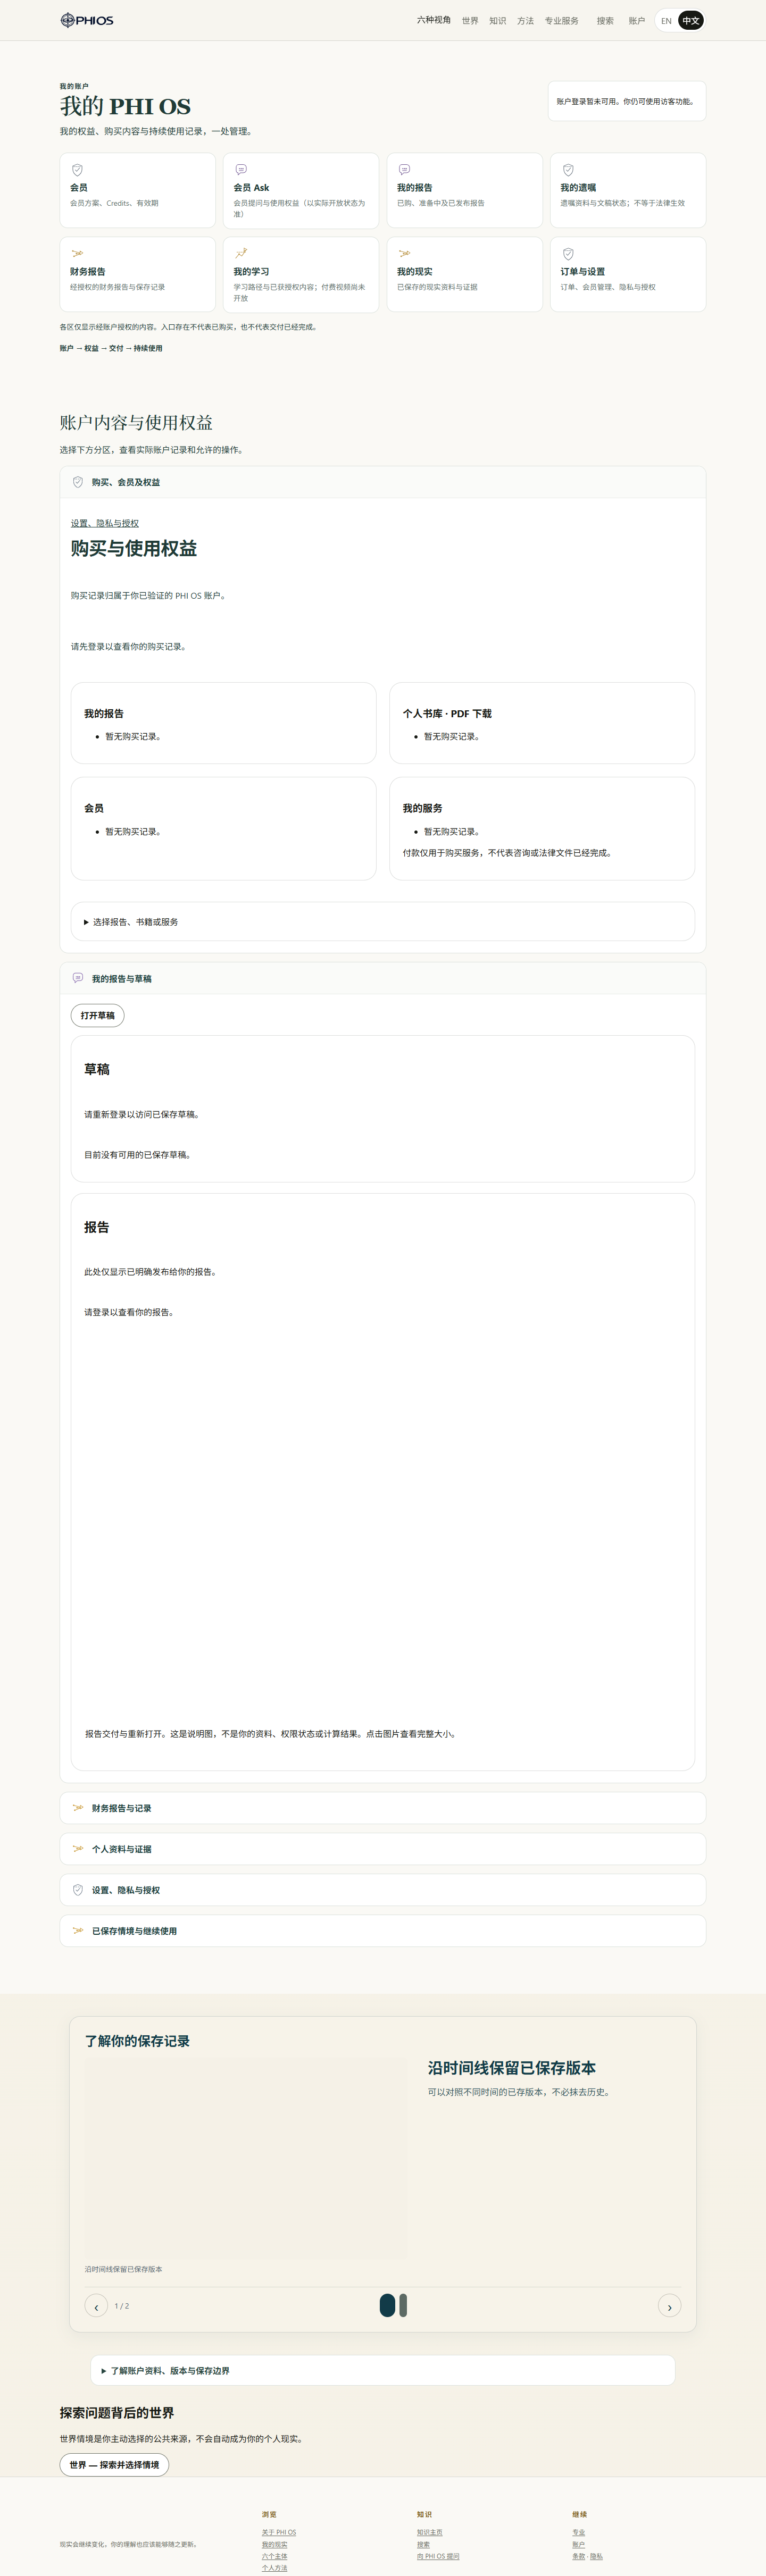 PHI OS
六种视角
世界
知识
方法
专业服务
搜索
账户
EN
中文
我的账户
我的 PHI OS
我的权益、购买内容与持续使用记录，一处管理。
账户登录暂未可用。你仍可使用访客功能。
会员
会员方案、Credits、有效期
会员 Ask
会员提问与使用权益（以实际开放状态为
准）
我的报告
已购、准备中及已发布报告
我的遗嘱
遗嘱资料与文稿状态；不等于法律生效
财务报告
经授权的财务报告与保存记录
我的学习
学习路径与已获授权内容；付费视频尚未
开放
我的现实
已保存的现实资料与证据
订单与设置
订单、会员管理、隐私与授权
各区仅显示经账户授权的内容。入口存在不代表已购买，也不代表交付已经完成。
账户 → 权益 → 交付 → 持续使用
账户内容与使用权益
选择下方分区，查看实际账户记录和允许的操作。
购买、会员及权益
设置、隐私与授权
购买与使用权益
购买记录归属于你已验证的 PHI OS 账户。
请先登录以查看你的购买记录。
我的报告
• 暂无购买记录。
个人书库 · PDF 下载
• 暂无购买记录。
会员
• 暂无购买记录。
我的服务
• 暂无购买记录。
付款仅用于购买服务，不代表咨询或法律文件已经完成。
▶ 选择报告、书籍或服务
我的报告与草稿
打开草稿
草稿
请重新登录以访问已保存草稿。
目前没有可用的已保存草稿。
报告
此处仅显示已明确发布给你的报告。
请登录以查看你的报告。
报告交付与重新打开。这是说明图，不是你的资料、权限状态或计算结果。点击图片查看完整大小。
财务报告与记录
个人资料与证据
设置、隐私与授权
已保存情境与继续使用
了解你的保存记录
沿时间线保留已保存版本
可以对照不同时间的已存版本，不必抹去历史。
沿时间线保留已保存版本
‹
1 / 2
›
▶ 了解账户资料、版本与保存边界
探索问题背后的世界
世界情境是你主动选择的公共来源，不会自动成为你的个人现实。
世界 — 探索并选择情境
现实会继续变化，你的理解也应该能够随之更新。
浏览
关于 PHI OS
我的现实
六个主体
个人方法
知识
知识主页
搜索
向 PHI OS 提问
继续
专业
账户
条款 · 隐私